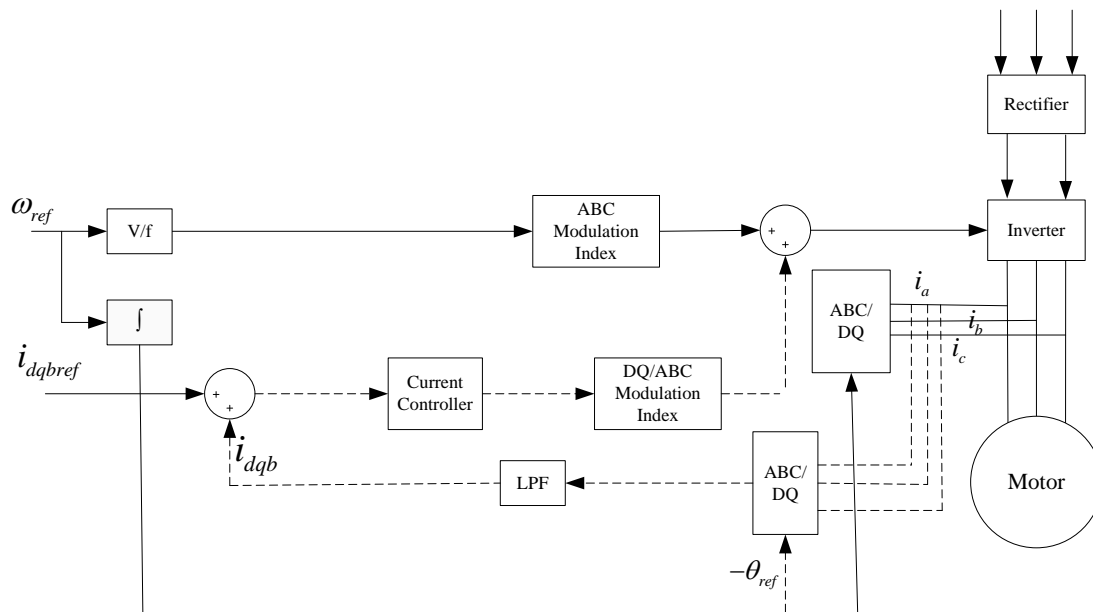 Rectifier
ω_ref
V/f
ABC
Modulation
Index
+
+
Inverter
∫
ABC/
DQ
i_a
i_b
i_c
i_dqbref
+
+
Current
Controller
DQ/ABC
Modulation
Index
i_dqb
LPF
ABC/
DQ
Motor
−θ_ref